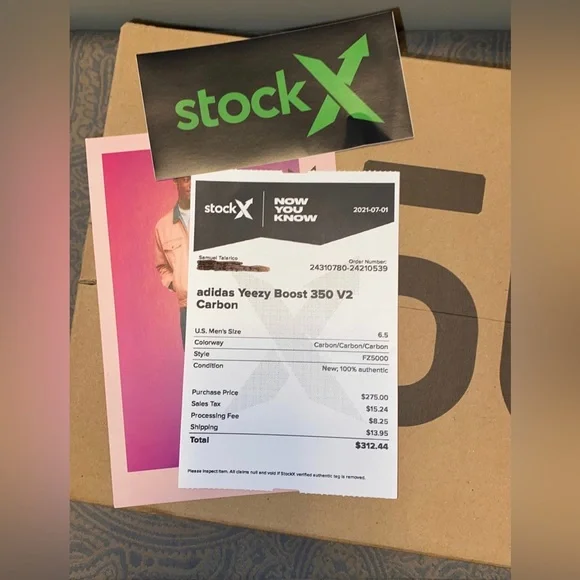 stockX
stockX
NOW
YOU
KNOW
2021-07-01
Samuel Telarico
Order Number:
24310780-24210539
adidas Yeezy Boost 350 V2
Carbon
U.S. Men's Size 6.5
Colorway Carbon/Carbon/Carbon
Style FZ5000
Condition New; 100% authentic
Purchase Price $275.00
Sales Tax $15.24
Processing Fee $8.25
Shipping $13.95
Total $312.44
Please inspect item. All claims null and void if StockX verified authentic tag is removed.